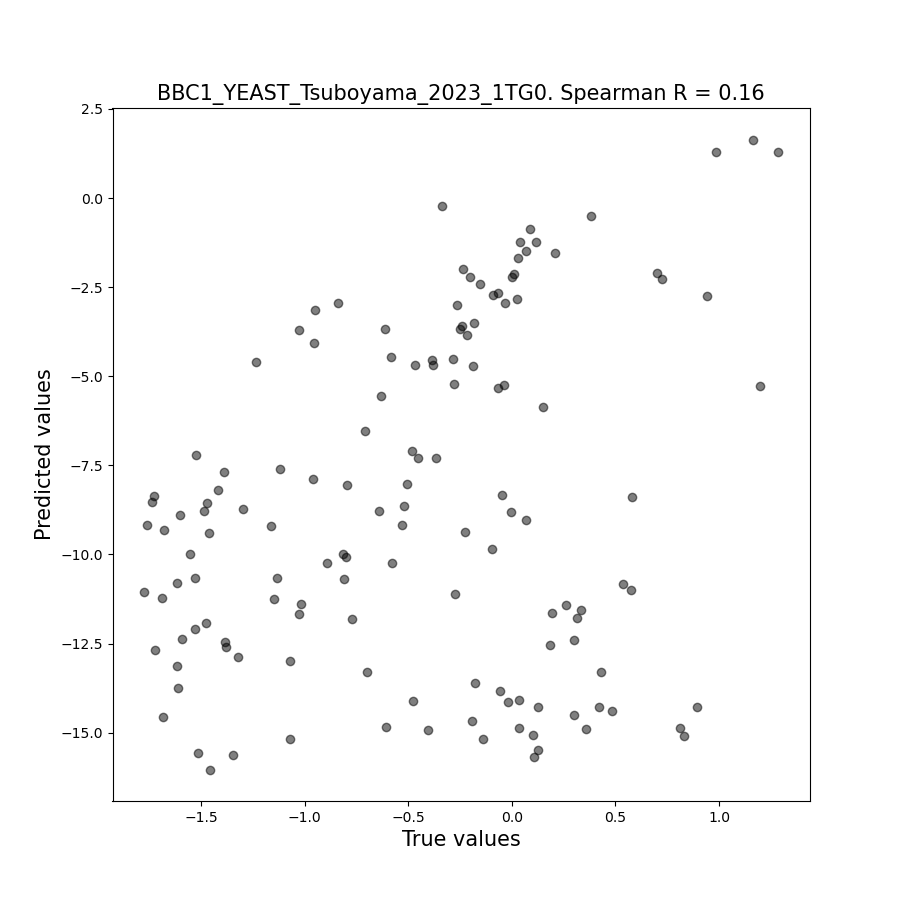 BBC1_YEAST_Tsuboyama_2023_1TG0. Spearman R = 0.16
2.5
0.0
−2.5
−5.0
−7.5
−10.0
−12.5
−15.0
Predicted values
−1.5 −1.0 −0.5 0.0 0.5 1.0
True values